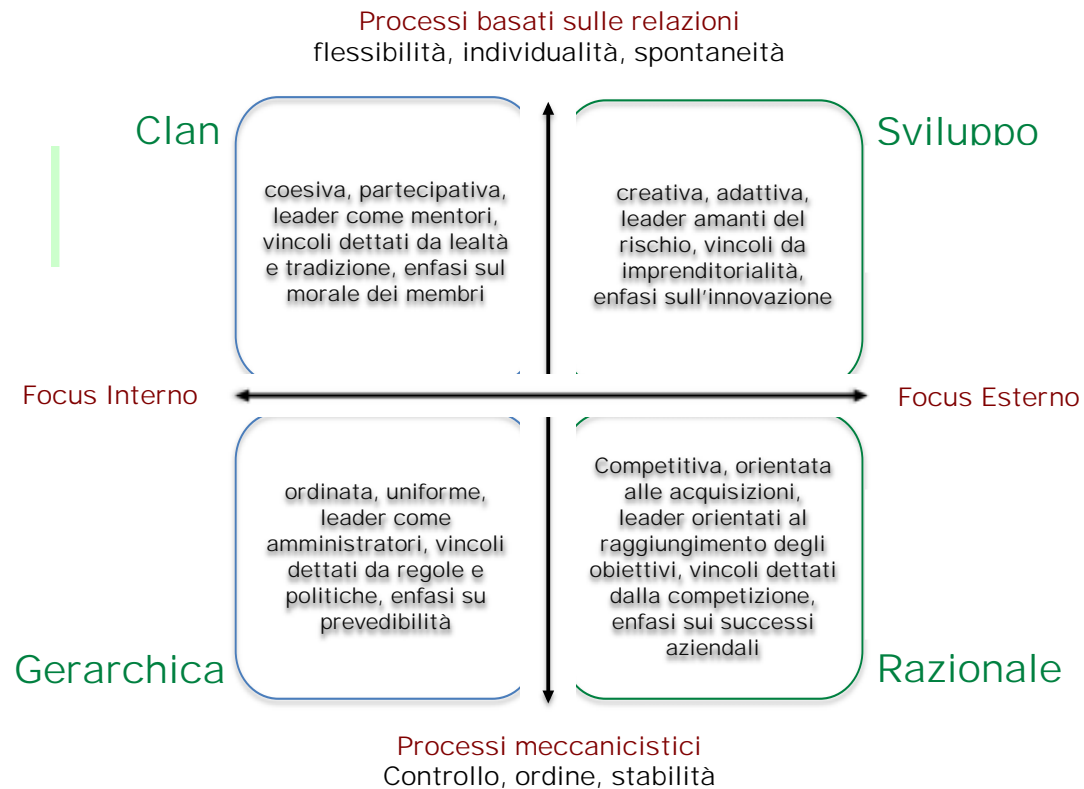 Processi basati sulle relazioni
flessibilità, individualità, spontaneità
Clan
coesiva, partecipativa,
leader come mentori,
vincoli dettati da lealtà
e tradizione, enfasi sul
morale dei membri
Sviluppo
creativa, adattiva,
leader amanti del
rischio, vincoli da
imprenditorialità,
enfasi sull'innovazione
Focus Interno
Focus Esterno
ordinata, uniforme,
leader come
amministratori, vincoli
dettati da regole e
politiche, enfasi su
prevedibilità
Gerarchica
Competitiva, orientata
alle acquisizioni,
leader orientati al
raggiungimento degli
obiettivi, vincoli dettati
dalla competizione,
enfasi sui successi
aziendali
Razionale
Processi meccanicistici
Controllo, ordine, stabilità